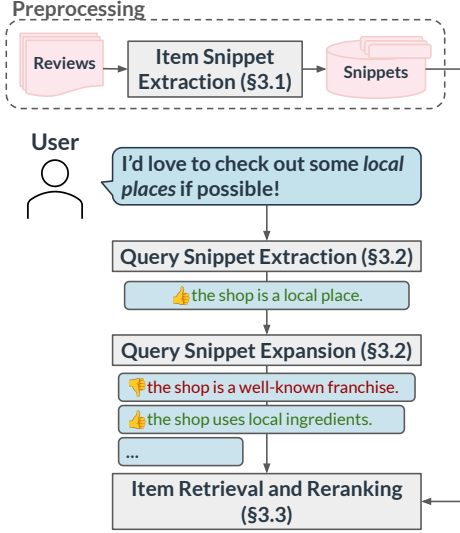 Preprocessing
Reviews
Item Snippet
Extraction (§3.1)
Snippets
User
I'd love to check out some local
places if possible!
Query Snippet Extraction (§3.2)
👍the shop is a local place.
Query Snippet Expansion (§3.2)
👎the shop is a well-known franchise.
👍the shop uses local ingredients.
...
Item Retrieval and Reranking
(§3.3)